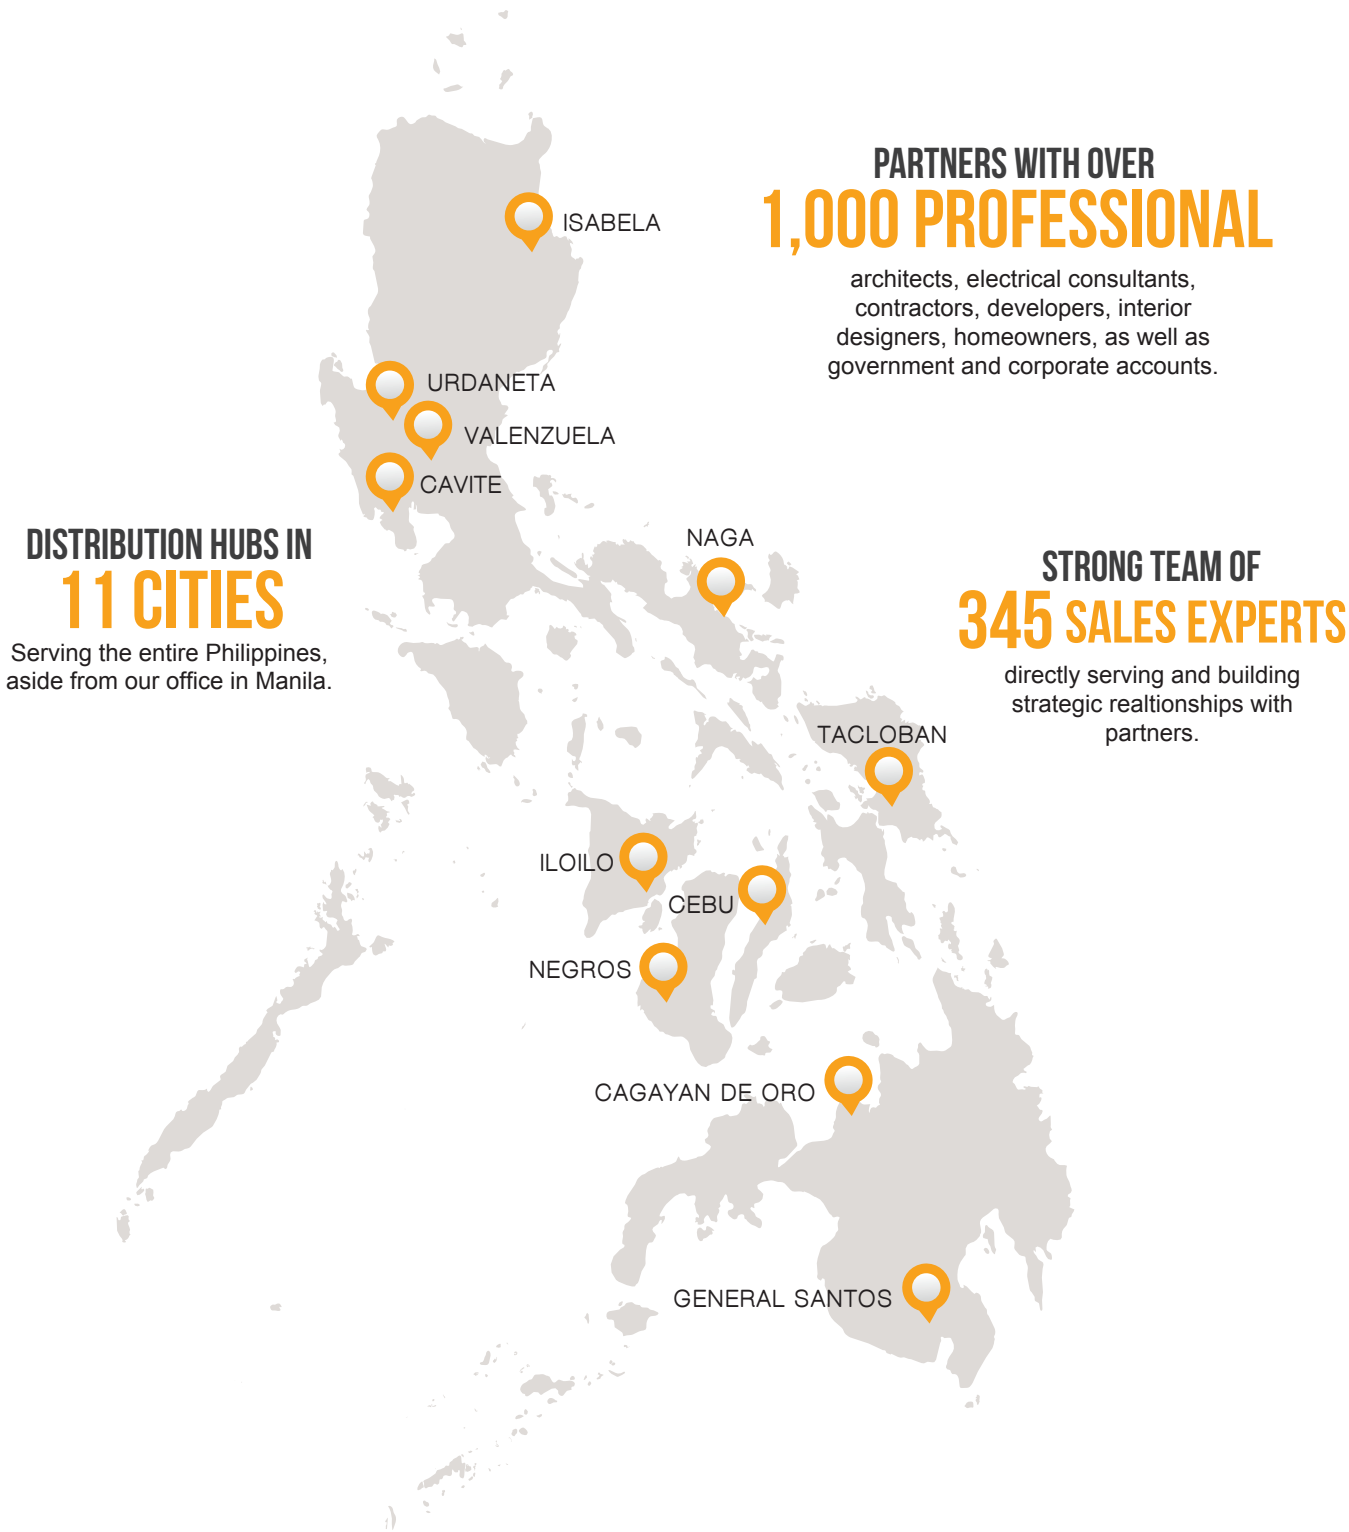 PARTNERS WITH OVER
1,000 PROFESSIONAL
architects, electrical consultants,
contractors, developers, interior
designers, homeowners, as well as
government and corporate accounts.
ISABELA
URDANETA
VALENZUELA
CAVITE
DISTRIBUTION HUBS IN
11 CITIES
Serving the entire Philippines,
aside from our office in Manila.
NAGA
STRONG TEAM OF
345 SALES EXPERTS
directly serving and building
strategic realtionships with
partners.
TACLOBAN
ILOILO
CEBU
NEGROS
CAGAYAN DE ORO
GENERAL SANTOS